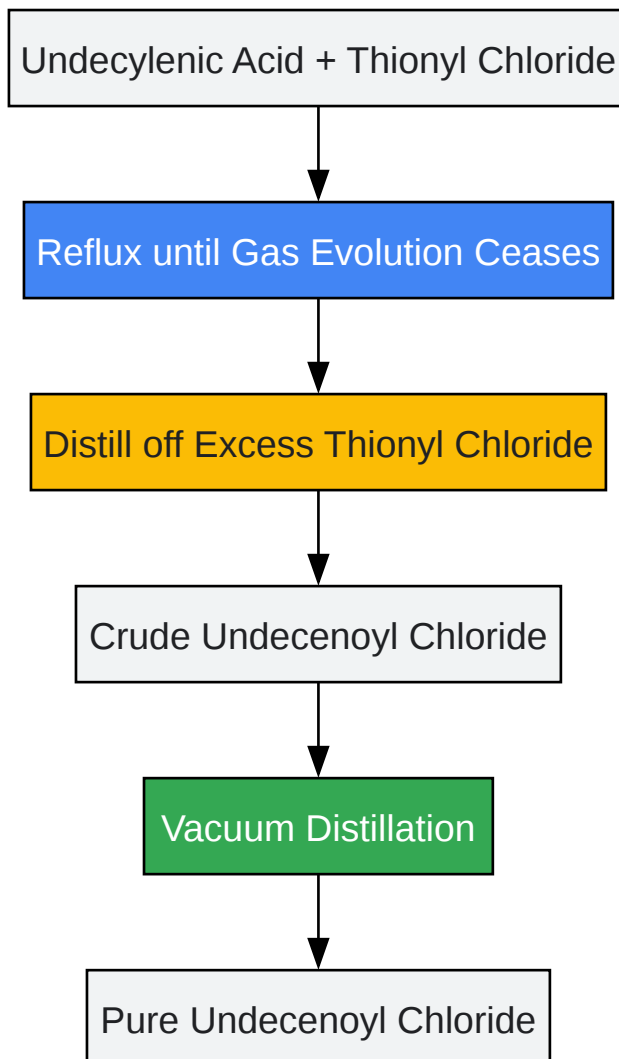 Undecylenic Acid + Thionyl Chloride
Reflux until Gas Evolution Ceases
Distill off Excess Thionyl Chloride
Crude Undecenoyl Chloride
Vacuum Distillation
Pure Undecenoyl Chloride